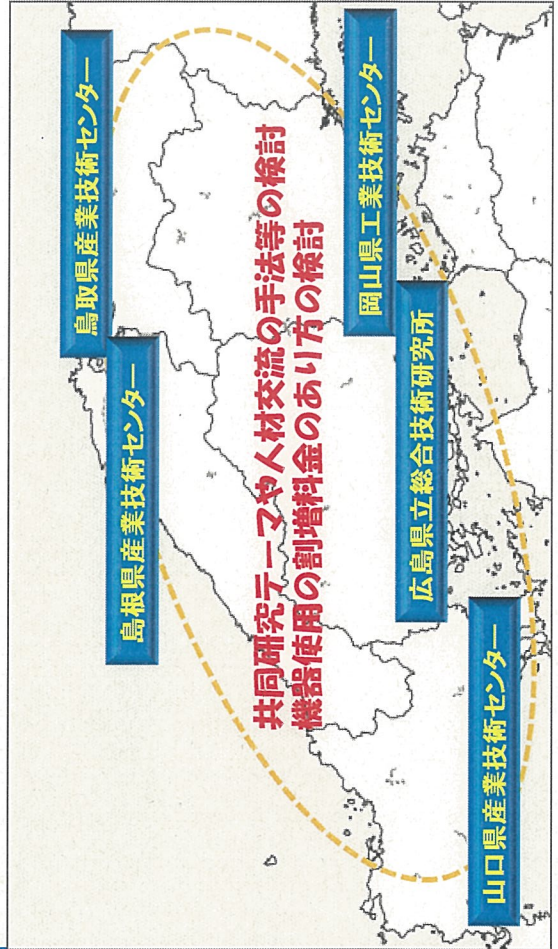 鳥取県産業技術センター
島根県産業技術センター
共同研究テーマや人材交流の手法等の検討
機器使用の割増料金のあり方の検討
岡山県工業技術センター
広島県立総合技術研究所
山口県産業技術センター